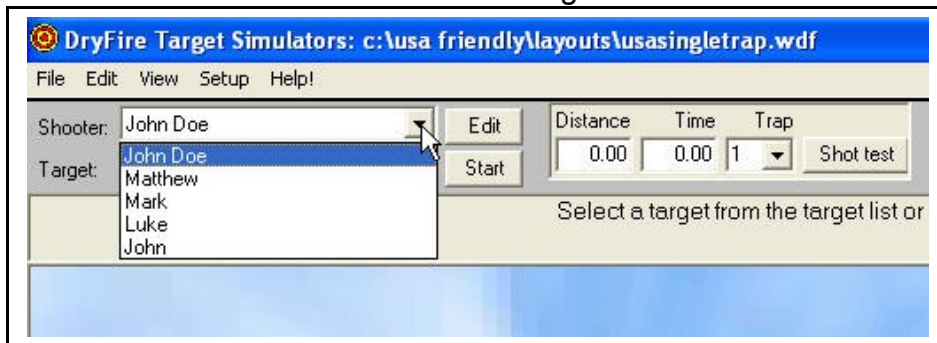 DryFire Target Simulators: c:\usa friendly\layouts\usasingletrap.wdf
File Edit View Setup Help!
Shooter: John Doe Edit Distance Time Trap
0.00 0.00 1 Shot test
John Doe
Target: Matthew Start
Mark
Luke
John
Select a target from the target list or